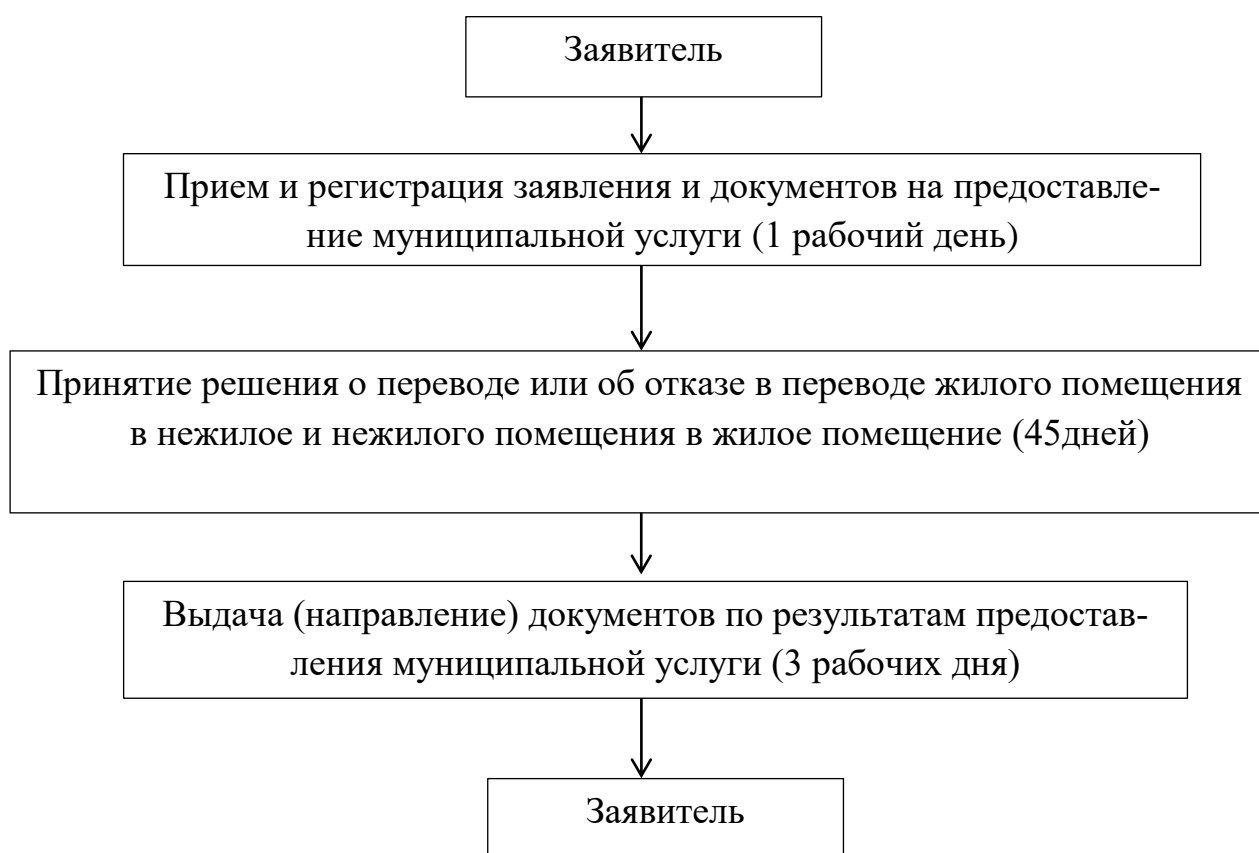 Заявитель
Прием и регистрация заявления и документов на предоставле-
ние муниципальной услуги (1 рабочий день)
Принятие решения о переводе или об отказе в переводе жилого помещения
в нежилое и нежилого помещения в жилое помещение (45дней)
Выдача (направление) документов по результатам предостав-
ления муниципальной услуги (3 рабочих дня)
Заявитель